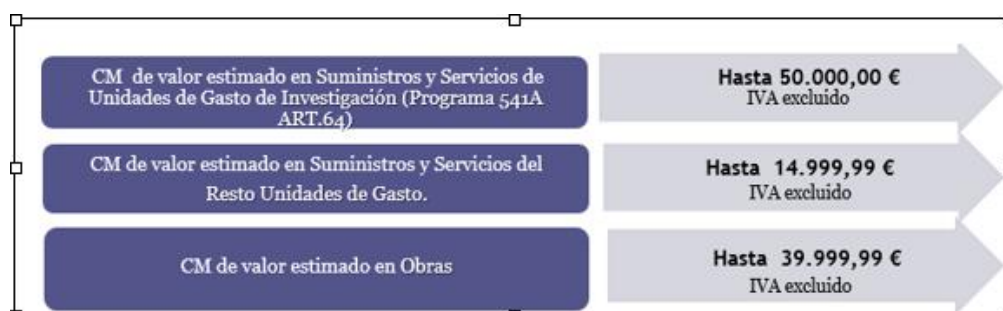 CM de valor estimado en Suministros y Servicios de
Unidades de Gasto de Investigación (Programa 541A
ART.64)
Hasta 50.000,00 €
IVA excluido
CM de valor estimado en Suministros y Servicios del
Resto Unidades de Gasto.
Hasta 14.999,99 €
IVA excluido
CM de valor estimado en Obras
Hasta 39.999,99 €
IVA excluido